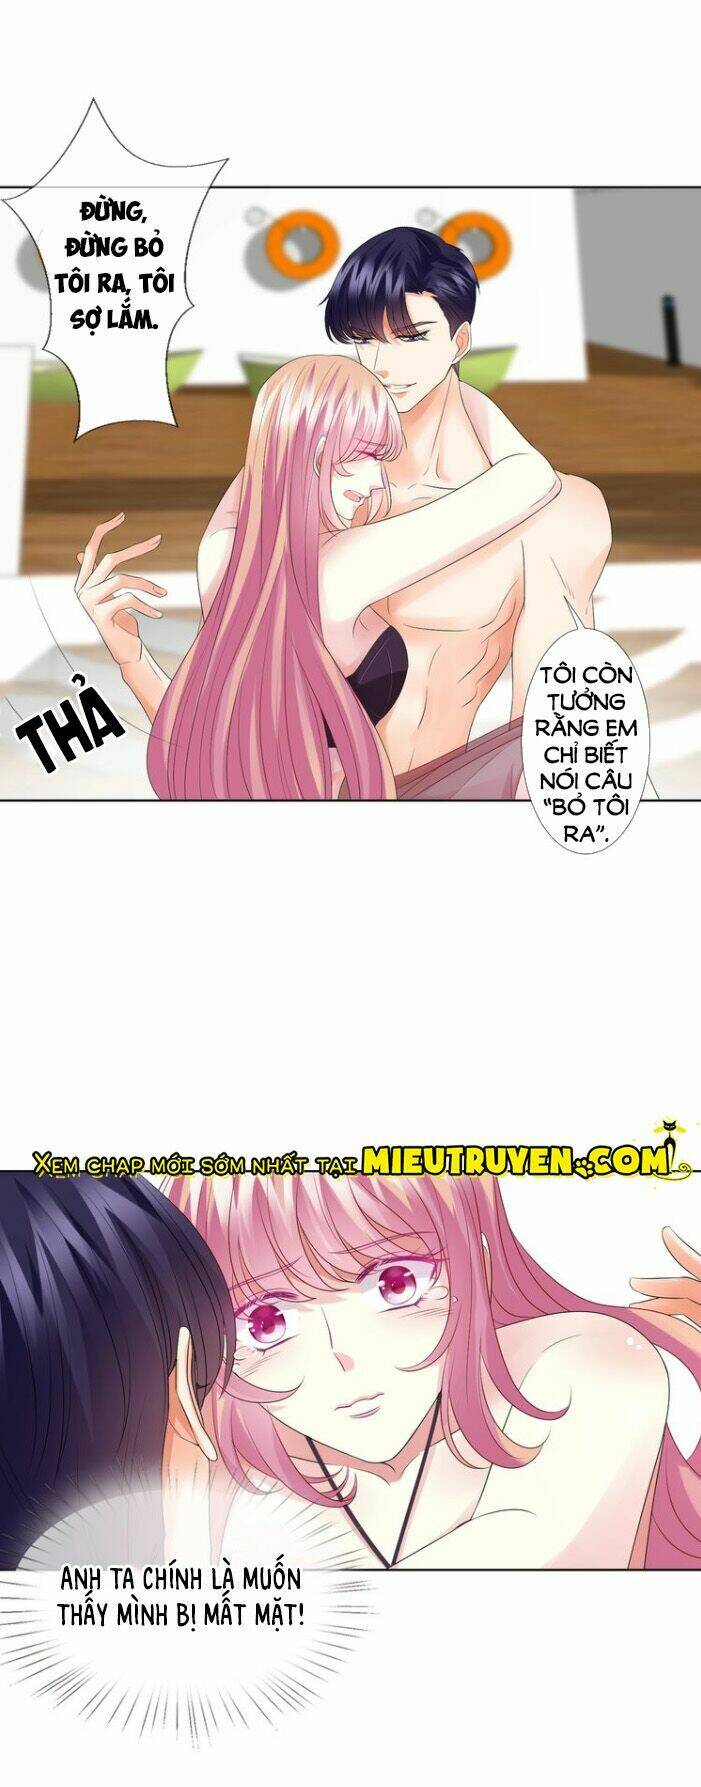 ĐỪNG,
ĐỪNG BỎ
TÔI RA, TÔI
SỢ LẮM.
THẢ
TÔI CÒN
TƯỞNG
RẰNG EM
CHỈ BIẾT
NÓI CÂU
"BỎ TÔI
RA".
XEM CHAP MỚI SỚM NHẤT TẠI MIEUTRUYEN.COM
ANH TA CHÍNH LÀ MUỐN
THẤY MÌNH BỊ MẤT MẶT!